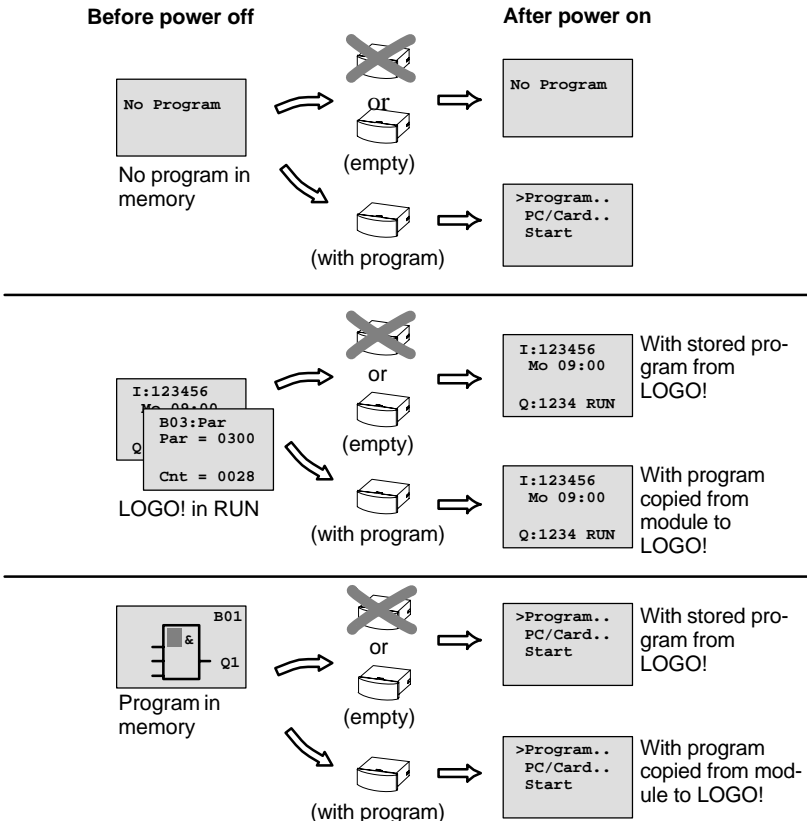 Before power off
After power on
No Program
or
(empty)
No Program
No program in
memory
(with program)
>Program..
PC/Card..
Start
I:123456
Mo 09:00
Q
B03:Par
Par = 0300
Cnt = 0028
LOGO! in RUN
or
(empty)
I:123456
Mo 09:00
Q:1234 RUN
With stored pro-
gram from
LOGO!
(with program)
I:123456
Mo 09:00
Q:1234 RUN
With program
copied from
module to
LOGO!
B01
&
Q1
Program in
memory
or
(empty)
>Program..
PC/Card..
Start
With stored pro-
gram from
LOGO!
(with program)
>Program..
PC/Card..
Start
With program
copied from mod-
ule to LOGO!